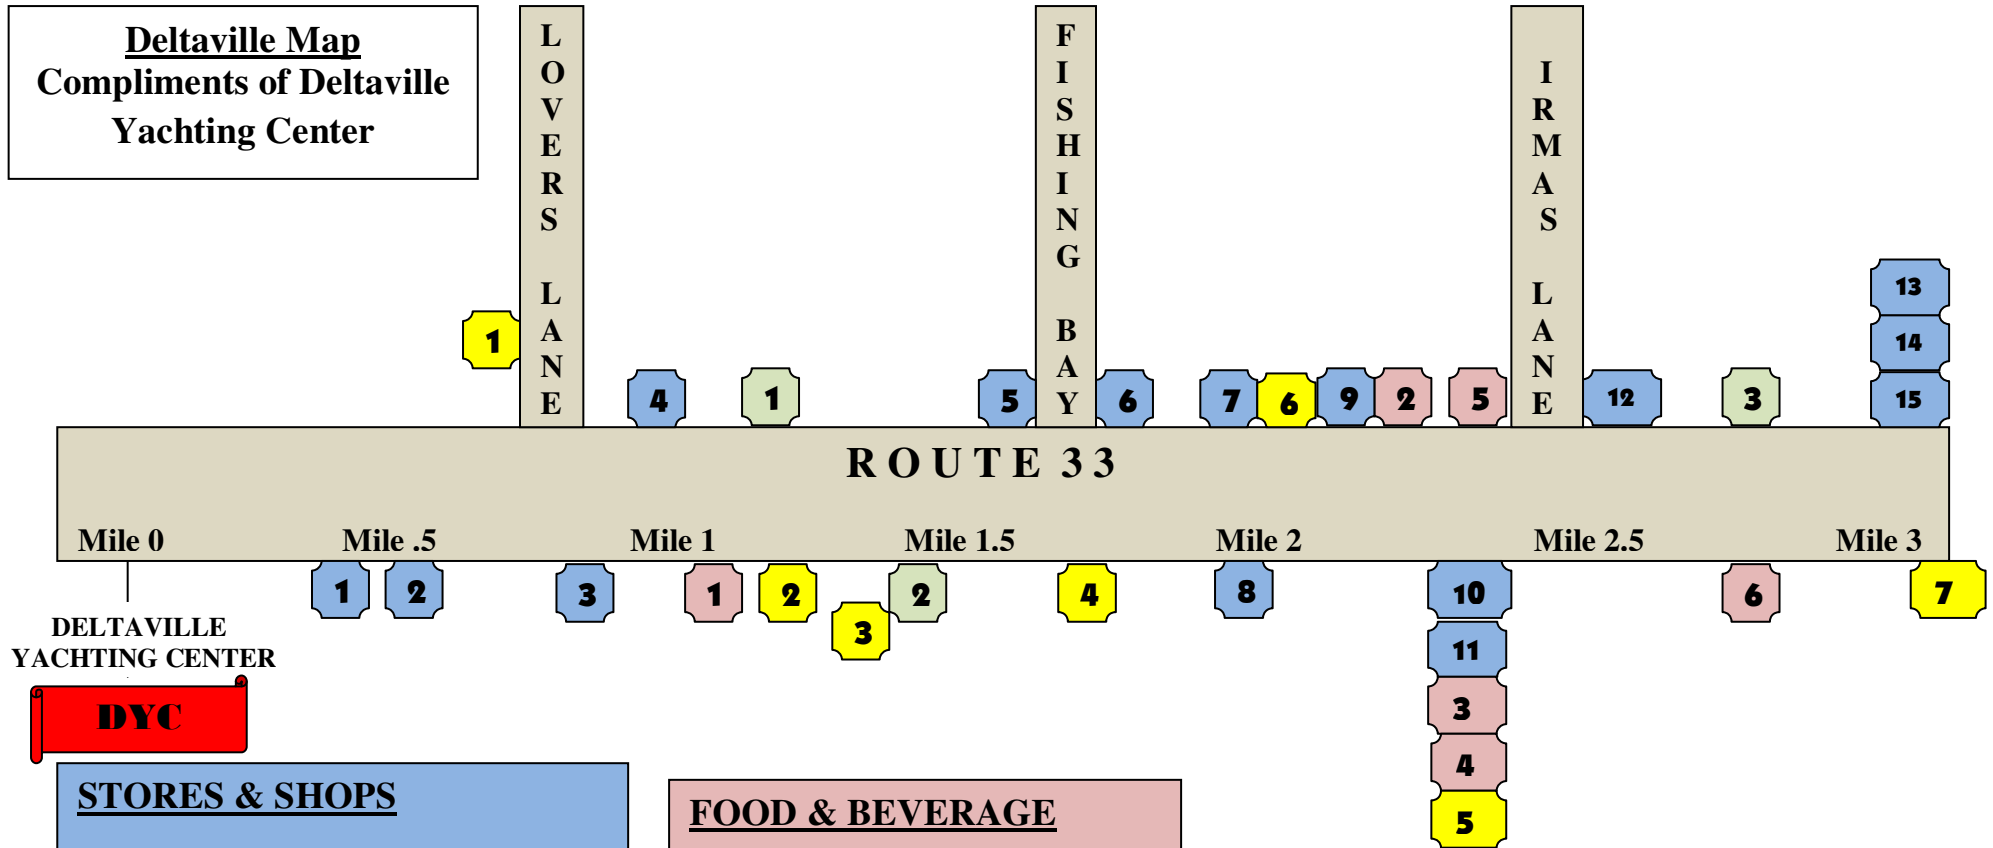 Deltaville Map
Compliments of Deltaville
Yachting Center
LOVERS LANE
FISHING BAY
IRMAS LANE
13
14
1
4
1
5
6
7
6
9
2
5
12
3
15
ROUTE 33
Mile 0
Mile .5
Mile 1
Mile 1.5
Mile 2
Mile 2.5
Mile 3
1
2
3
1
2
3
2
4
8
10
6
7
DELTAVILLE
YACHTING CENTER
11
3
DYC
4
STORES & SHOPS
FOOD & BEVERAGE
5